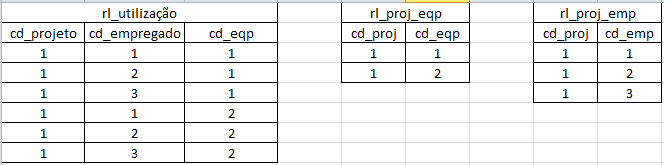 rl_utilização rl_proj_eqp rl_proj_emp
cd_projeto cd_empregado cd_eqp cd_proj cd_eqp cd_proj cd_emp
1 1 1 1 1 1 1
1 2 1 1 2 1 2
1 3 1 1 3
1 1 2
1 2 2
1 3 2